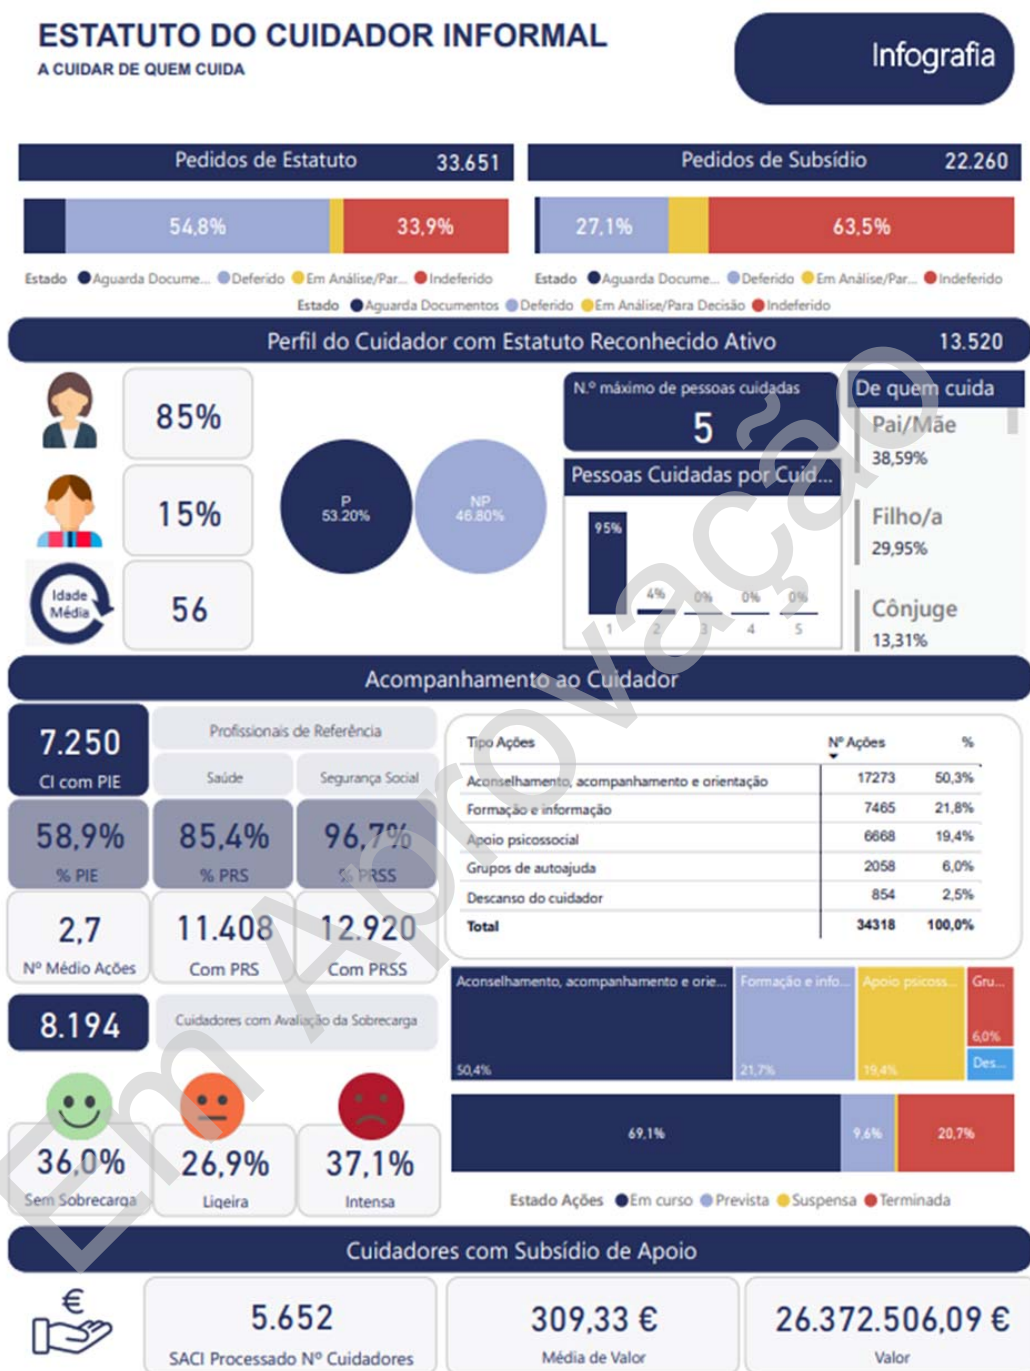 ESTATUTO DO CUIDADOR INFORMAL
A CUIDAR DE QUEM CUIDA
Infografia
Pedidos de Estatuto 33.651
Pedidos de Subsídio 22.260
54,8% 33,9%
27,1% 63,5%
Estado Aguarda Docume... Deferido Em Análise/Par... Indeferido
Estado Aguarda Docume... Deferido Em Análise/Par... Indeferido
Estado Aguarda Documentos Deferido Em Análise/Para Decisão Indeferido
Perfil do Cuidador com Estatuto Reconhecido Ativo 13.520
85%
15%
Idade
Média
56
P
53.20%
NP
46.80%
N.º máximo de pessoas cuidadas
5
Pessoas Cuidadas por Cuid...
95% 4% 0% 0% 0%
1 2 3 4 5
De quem cuida
Pai/Mãe
38,59%
Filho/a
29,95%
Cônjuge
13,31%
Acompanhamento ao Cuidador
7.250
CI com PIE
Profissionais de Referência
Saúde
Segurança Social
58,9%
% PIE
85,4%
% PRS
96,7%
% PRSS
2,7
Nº Médio Ações
11.408
Com PRS
12.920
Com PRSS
8.194
Cuidadores com Avaliação da Sobrecarga
36,0%
Sem Sobrecarga
26,9%
Ligeira
37,1%
Intensa
Tipo Ações Nº Ações %
Aconselhamento, acompanhamento e orientação 17273 50,3%
Formação e informação 7465 21,8%
Apoio psicossocial 6668 19,4%
Grupos de autoajuda 2058 6,0%
Descanso do cuidador 854 2,5%
Total 34318 100,0%
Aconselhamento, acompanhamento e orie... Formação e info... Apoio psicoss... Gru...
50,4% 21,7% 19,4% 6,0%
Des...
69,1% 9,6% 20,7%
Estado Ações Em curso Prevista Suspensa Terminada
Cuidadores com Subsídio de Apoio
€
5.652
SACI Processado Nº Cuidadores
309,33 €
Média de Valor
26.372.506,09 €
Valor
Em Aprovação